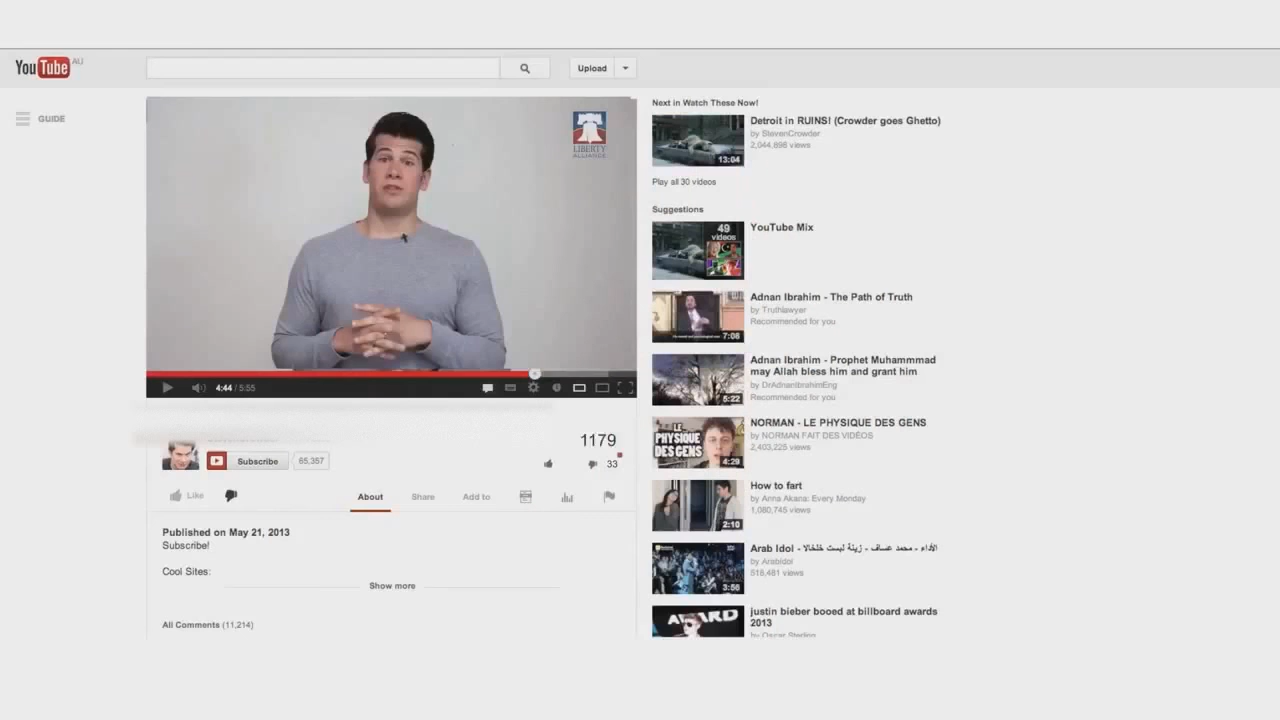 YouTube AU
Upload
GUIDE
LIBERTY
ALLIANCE
4:44 / 5:55
1179
Subscribe
65,357
33
Like
About
Share
Add to
Published on May 21, 2013
Subscribe!
Cool Sites:
Show more
All Comments (11,214)
Next in Watch These Now!
13:04
Detroit in RUINS! (Crowder goes Ghetto)
by StevenCrowder
2,044,898 views
Play all 30 videos
Suggestions
49
videos
YouTube Mix
7:08
Adnan Ibrahim - The Path of Truth
by Truthlawyer
Recommended for you
5:22
Adnan Ibrahim - Prophet Muhammmad
may Allah bless him and grant him
by DrAdnanIbrahimEng
Recommended for you
LE
PHYSIQUE
DES GENS
4:29
NORMAN - LE PHYSIQUE DES GENS
by NORMAN FAIT DES VIDÉOS
2,403,225 views
2:10
How to fart
by Anna Akana: Every Monday
1,080,745 views
3:56
Arab Idol - الأداء - محمد عساف - زينة لبست خلخالا
by ArabIdol
518,481 views
justin bieber booed at billboard awards
2013
by Oscar Sterling